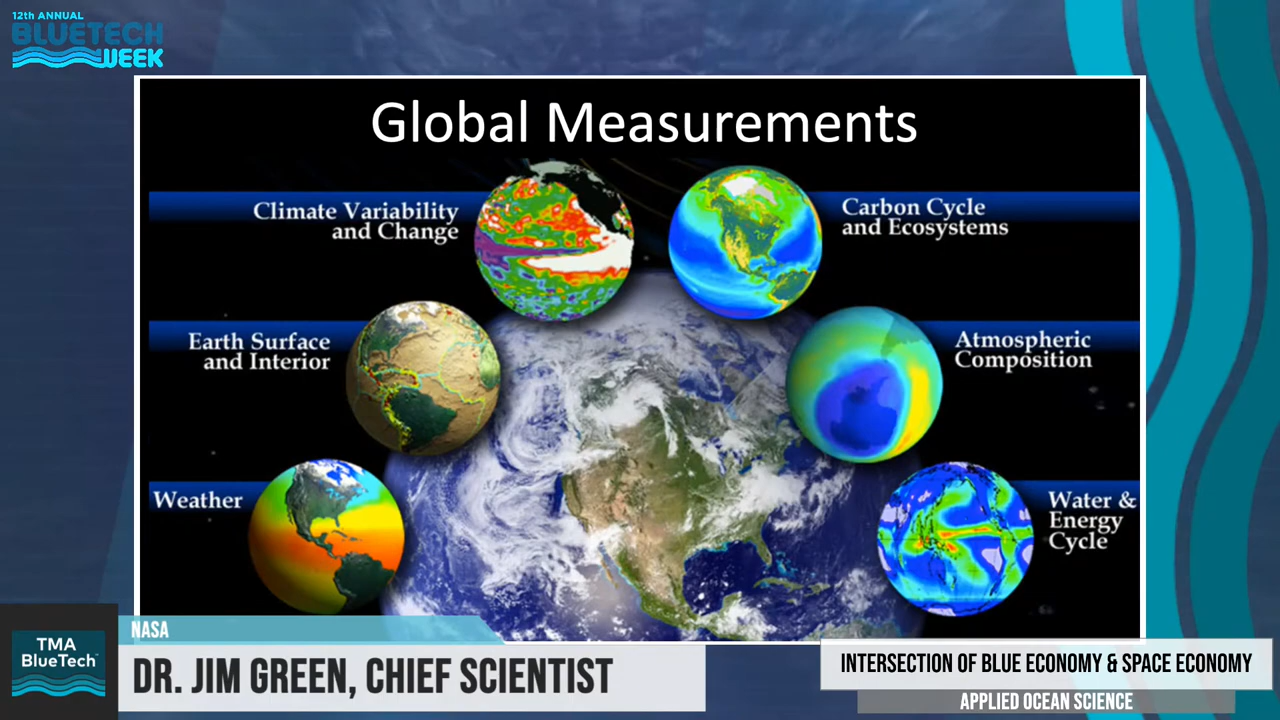 12th ANNUAL
BLUETECH
WEEK
Global Measurements
Climate Variability
and Change
Carbon Cycle
and Ecosystems
Earth Surface
and Interior
Atmospheric
Composition
Weather
Water &
Energy
Cycle
TMA
BlueTech™
NASA
DR. JIM GREEN, CHIEF SCIENTIST
INTERSECTION OF BLUE ECONOMY & SPACE ECONOMY
APPLIED OCEAN SCIENCE